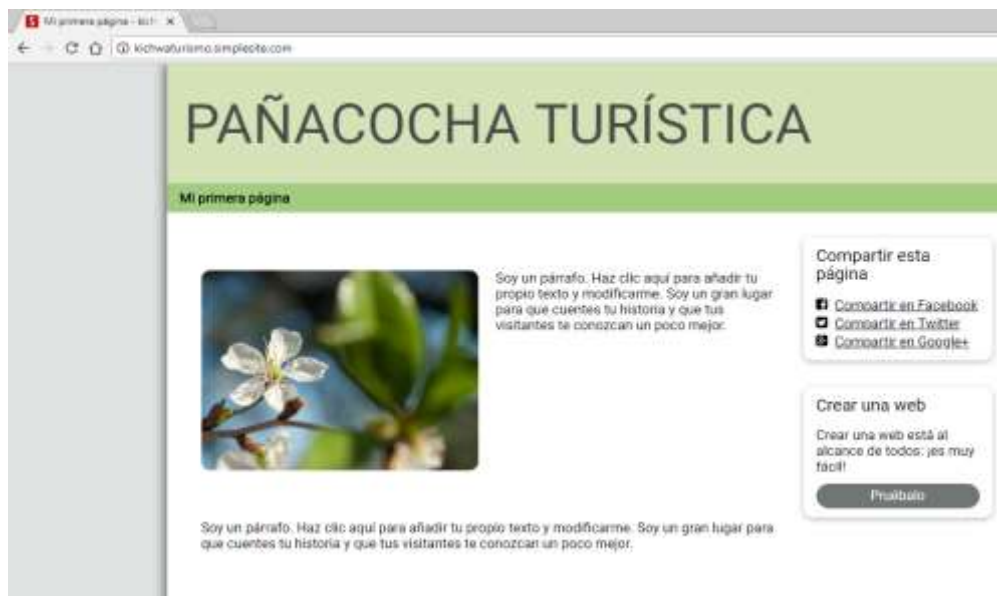 Mi primera página - kich
kichwaturismo.simplesite.com
PAÑACOCHA TURÍSTICA
Mi primera página
Soy un párrafo. Haz clic aquí para añadir tu
propio texto y modificarme. Soy un gran lugar
para que cuentes tu historia y que tus
visitantes te conozcan un poco mejor.
Compartir esta
página
Compartir en Facebook
Compartir en Twitter
Compartir en Google+
Crear una web
Crear una web está al
alcance de todos: ¡es muy
fácil!
Pruébalo
Soy un párrafo. Haz clic aquí para añadir tu propio texto y modificarme. Soy un gran lugar para
que cuentes tu historia y que tus visitantes te conozcan un poco mejor.